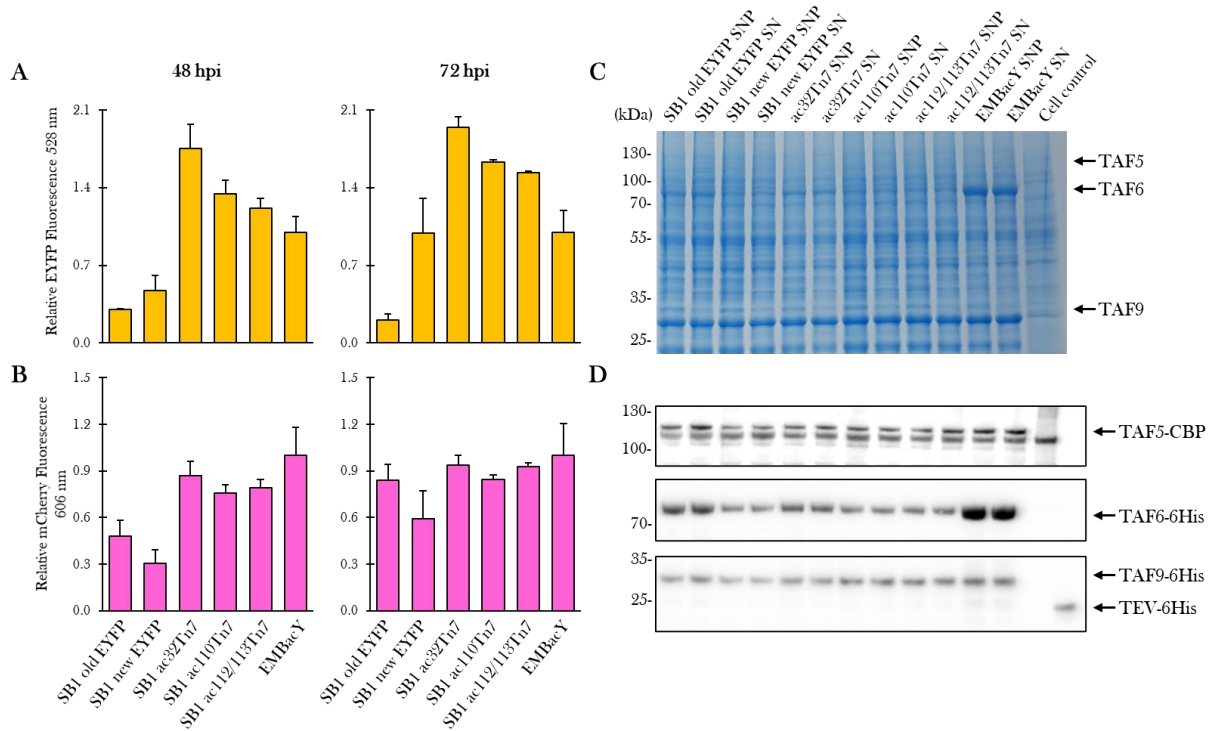 A
48 hpi
72 hpi
Relative EYFP Fluorescence 528 nm
2.1
1.4
0.7
0.0
2.1
1.4
0.7
0.0
B
Relative mCherry Fluorescence
606 nm
1.5
1.2
0.9
0.6
0.3
0.0
1.5
1.2
0.9
0.6
0.3
0.0
SB1 old EYFP
SB1 new EYFP
SB1 ac32Tn7
SB1 ac110Tn7
SB1 ac112/113Tn7
EMBacY
SB1 old EYFP
SB1 new EYFP
SB1 ac32Tn7
SB1 ac110Tn7
SB1 ac112/113Tn7
EMBacY
C
SB1 old EYFP SNP
SB1 old EYFP SN
SB1 new EYFP SNP
SB1 new EYFP SN
ac32Tn7 SNP
ac32Tn7 SN
ac110Tn7 SNP
ac110Tn7 SN
ac112/113Tn7 SNP
ac112/113Tn7 SN
EMBacY SNP
EMBacY SN
Cell control
(kDa)
130-
100-
70-
55-
35-
25-
TAF5
TAF6
TAF9
D
130-
100-
TAF5-CBP
70-
TAF6-6His
35-
25-
TAF9-6His
TEV-6His